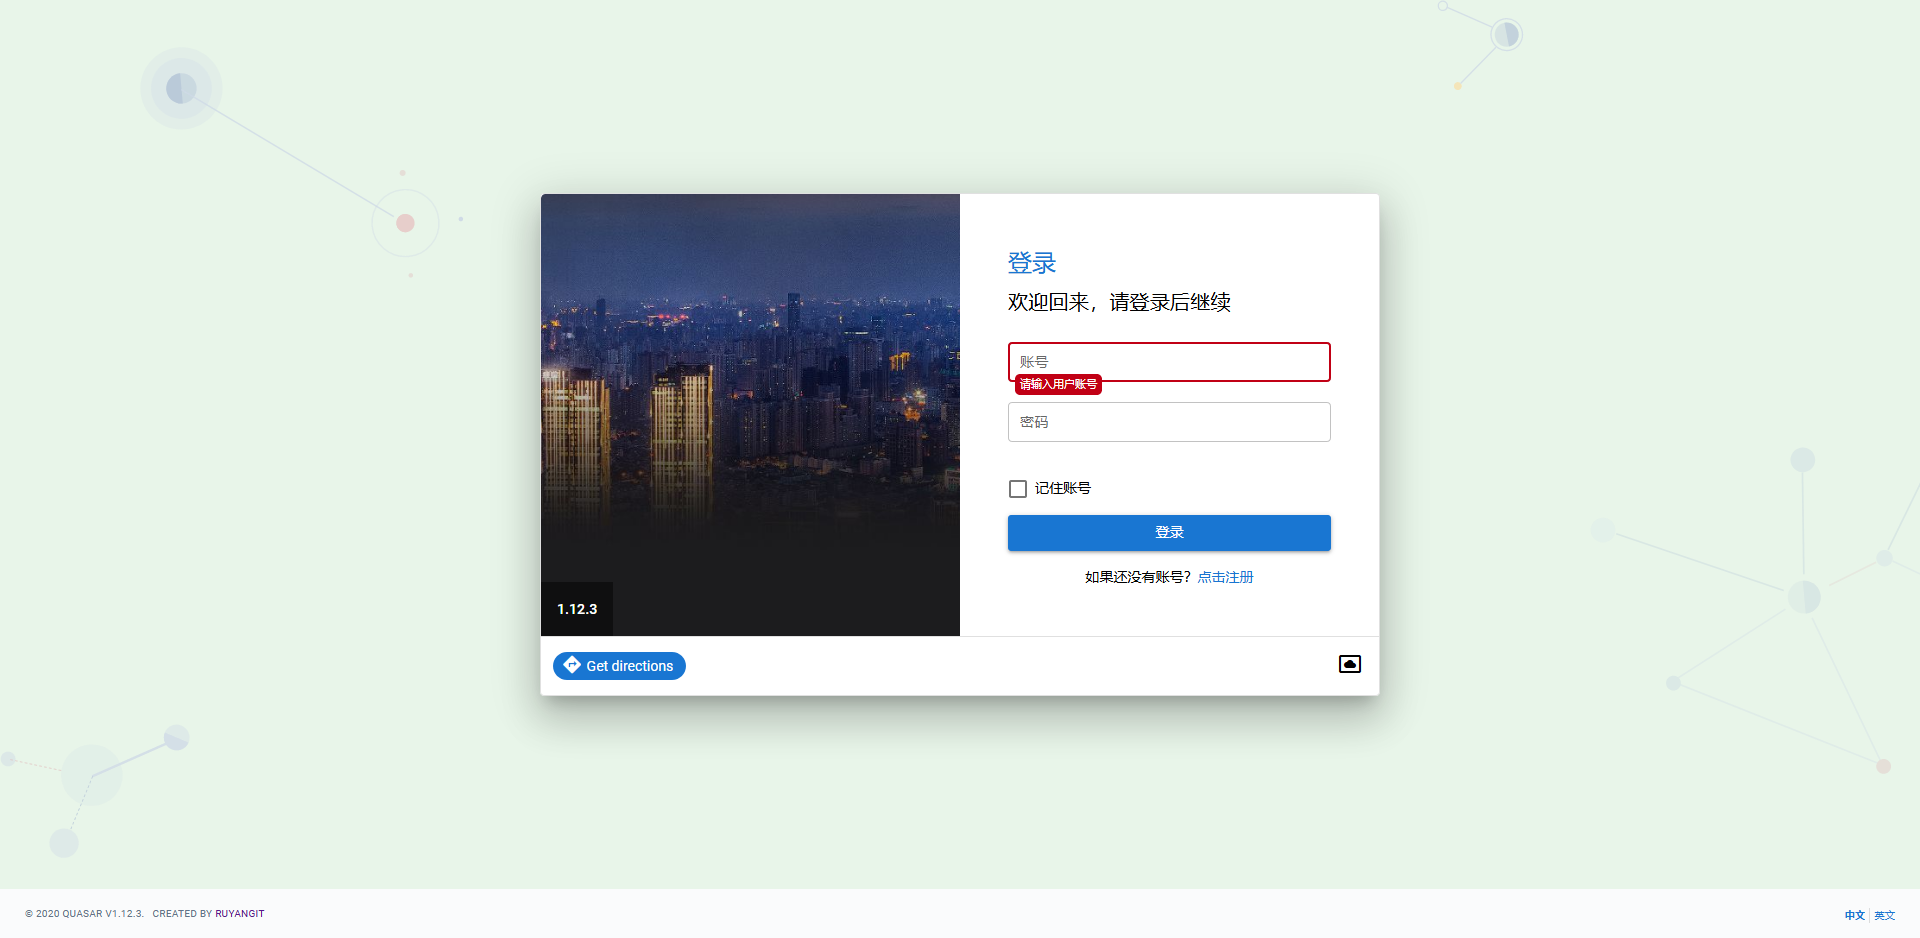 登录
欢迎回来，请登录后继续
账号
请输入用户账号
密码
记住账号
登录
如果还没有账号? 点击注册
1.12.3
Get directions
© 2020 QUASAR V1.12.3. CREATED BY RUYANGIT
中文 英文